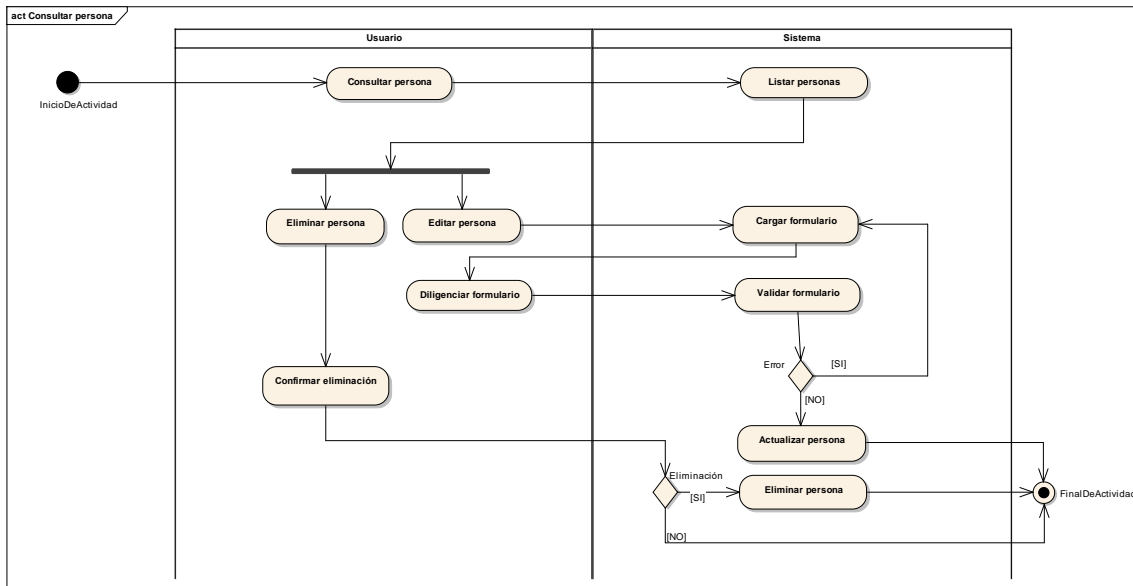 act Consultar persona
Usuario
Sistema
Consultar persona
Listar personas
InicioDeActividad
Eliminar persona
Editar persona
Cargar formulario
Diligenciar formulario
Validar formulario
Error
[SI]
Confirmar eliminación
[NO]
Actualizar persona
Eliminación
Eliminar persona
[SI]
FinalDeActividad
[NO]